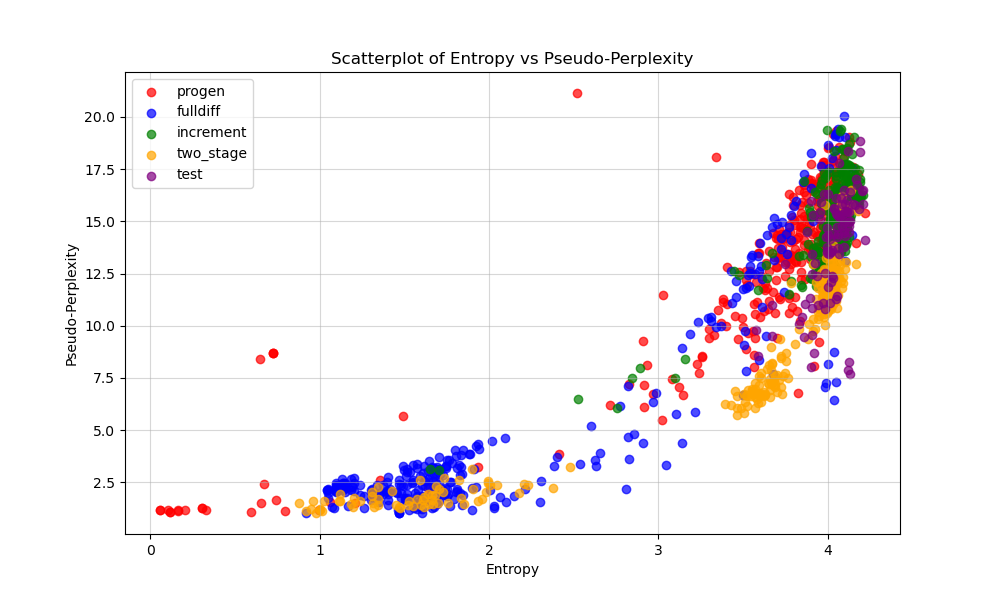 Scatterplot of Entropy vs Pseudo-Perplexity
progen
fulldiff
increment
two_stage
test
Pseudo-Perplexity
20.0
17.5
15.0
12.5
10.0
7.5
5.0
2.5
0 1 2 3 4
Entropy